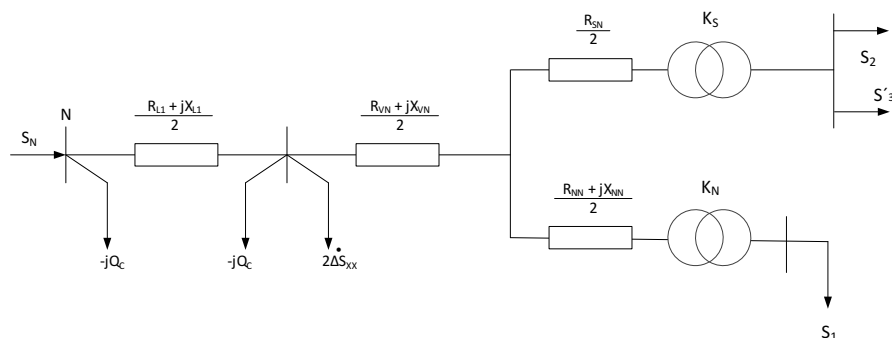 R_SN
2
K_S
S_2
S´_3
N
S_N
R_L1 + jX_L1
2
R_VN + jX_VN
2
-jQ_C
-jQ_C
2ΔṠ_XX
R_NN + jX_NN
2
K_N
S_1